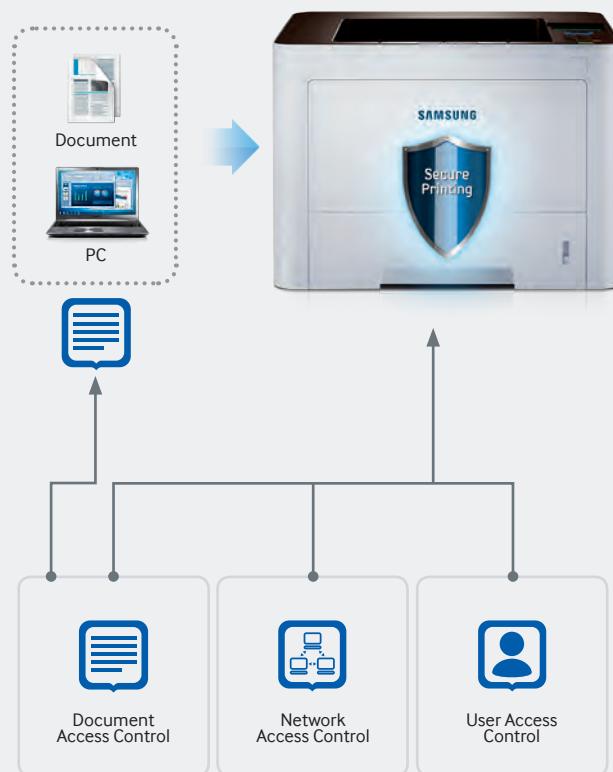 Document
PC
SAMSUNG
Secure
Printing
Document
Access Control
Network
Access Control
User Access
Control